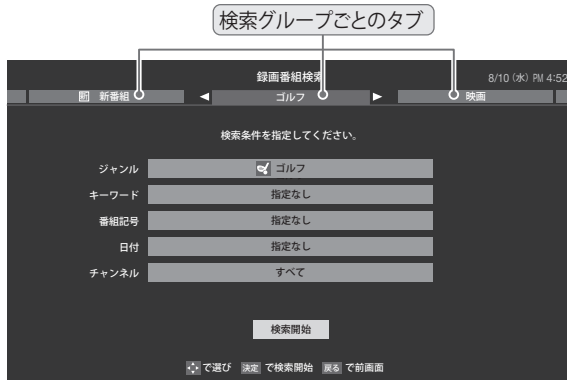 検索グループごとのタブ
録画番組検索
8/10 (水) PM 4:52
新 新番組 ◀ ゴルフ ▶ 映画
検索条件を指定してください。
ジャンル ゴルフ
キーワード 指定なし
番組記号 指定なし
日付 指定なし
チャンネル すべて
検索開始
で選び 決定 で検索開始 戻る で前画面